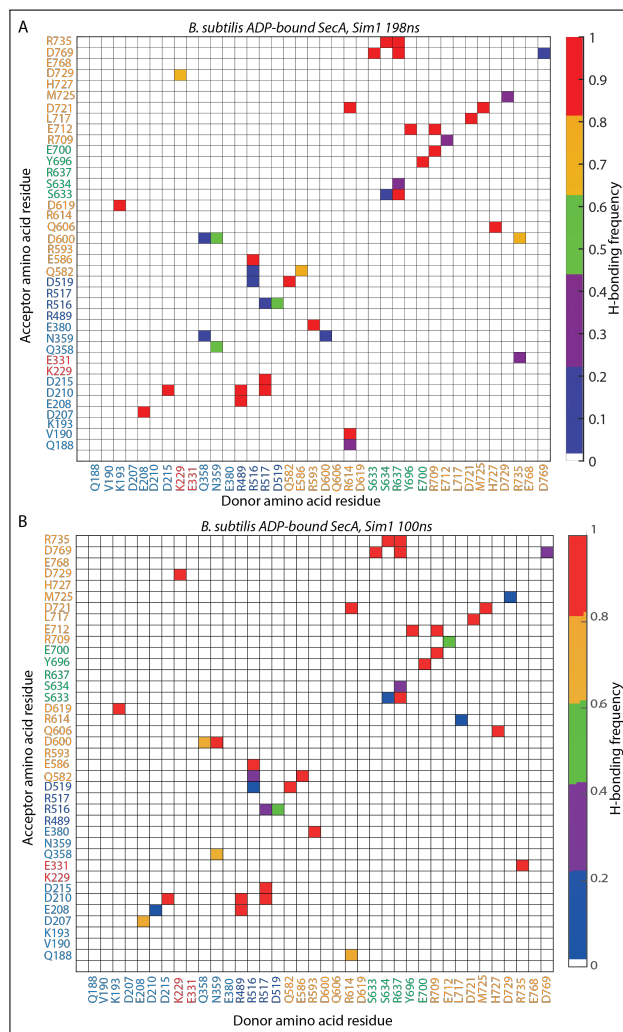 A
B. subtilis ADP-bound SecA, Sim1 198ns
R735
D769
E768
D729
H727
M725
D721
L717
E712
R709
E700
Y696
R637
S634
S633
D619
R614
Q606
D600
R593
E586
Q582
D519
R517
R516
R489
E380
N359
Q358
E331
K229
D215
D210
E208
D207
K193
V190
Q188
Acceptor amino acid residue
Q188 V190 K193 D207 E208 D210 D215 K229 E331 Q358 N359 E380 R489 R516 R517 D519 Q582 E586 R593 D600 Q606 R614 D619 S633 S634 R637 Y696 E700 R709 E712 L717 D721 M725 H727 D729 R735 E768 D769
Donor amino acid residue
1
0.9
0.8
0.7
0.6
0.5
0.4
0.3
0.2
0.1
0
H-bonding frequency
B
B. subtilis ADP-bound SecA, Sim1 100ns
R735
D769
E768
D729
H727
M725
D721
L717
E712
R709
E700
Y696
R637
S634
S633
D619
R614
Q606
D600
R593
E586
Q582
D519
R517
R516
R489
E380
N359
Q358
E331
K229
D215
D210
E208
D207
K193
V190
Q188
Acceptor amino acid residue
Q188 V190 K193 D207 E208 D210 D215 K229 E331 Q358 N359 E380 R489 R516 R517 D519 Q582 E586 R593 D600 Q606 R614 D619 S633 S634 R637 Y696 E700 R709 E712 L717 D721 M725 H727 D729 R735 E768 D769
Donor amino acid residue
1
0.8
0.6
0.4
0.2
0
H-bonding frequency